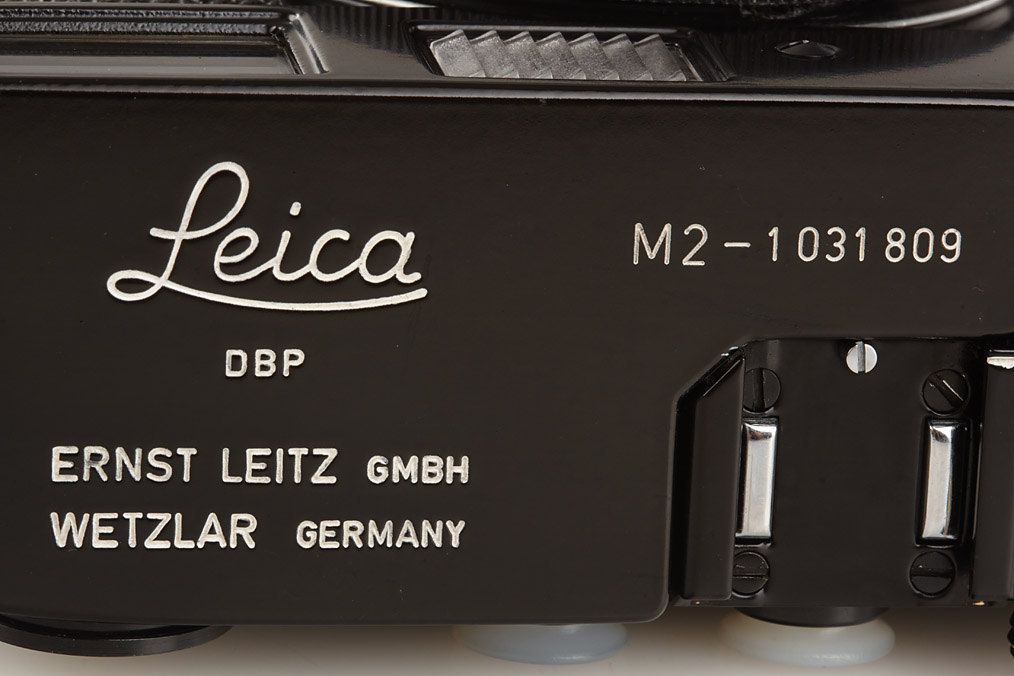 Leica
M2-1031809
DBP
ERNST LEITZ GMBH
WETZLAR GERMANY